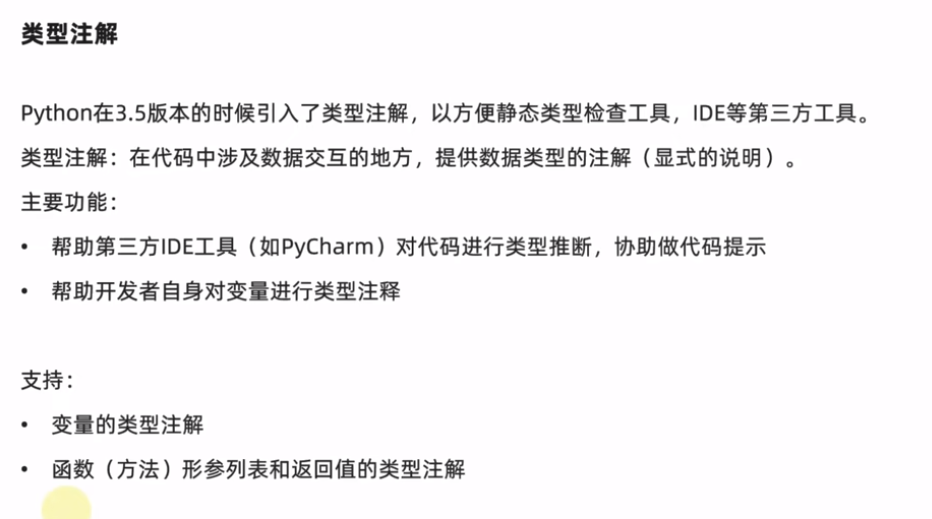 类型注解
Python在3.5版本的时候引入了类型注解，以方便静态类型检查工具，IDE等第三方工具。
类型注解：在代码中涉及数据交互的地方，提供数据类型的注解（显式的说明）。
主要功能：
• 帮助第三方IDE工具（如PyCharm）对代码进行类型推断，协助做代码提示
• 帮助开发者自身对变量进行类型注释
支持：
• 变量的类型注解
• 函数（方法）形参列表和返回值的类型注解